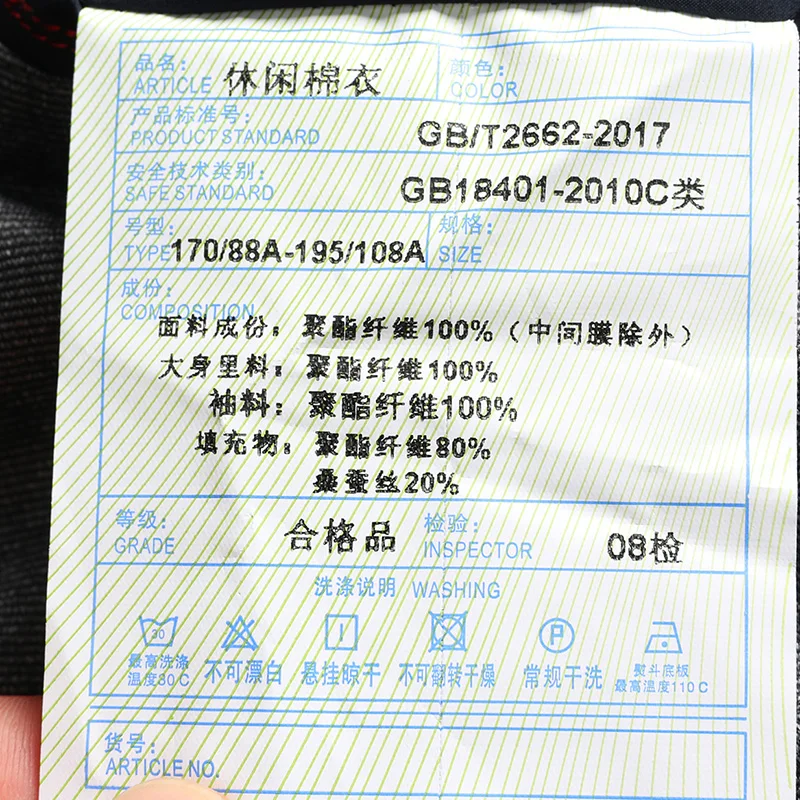 品名：
ARTICLE 休闲棉衣
颜色：
COLOR
产品标准号：
PRODUCT STANDARD GB/T2662-2017
安全技术类别：
SAFE STANDARD GB18401-2010C类
号型：
TYPE 170/88A-195/108A
规格：
SIZE
成份：
COMPOSITION
面料成份：聚酯纤维100%（中间膜除外）
大身里料：聚酯纤维100%
袖料：聚酯纤维100%
填充物：聚酯纤维80%
桑蚕丝20%
等级：
GRADE 合格品
检验：
INSPECTOR 08检
洗涤说明 WASHING
30
P
最高洗涤
温度30C
不可漂白
悬挂晾干
不可翻转干燥
常规干洗
熨斗底板
最高温度110C
货号：
ARTICLE NO.